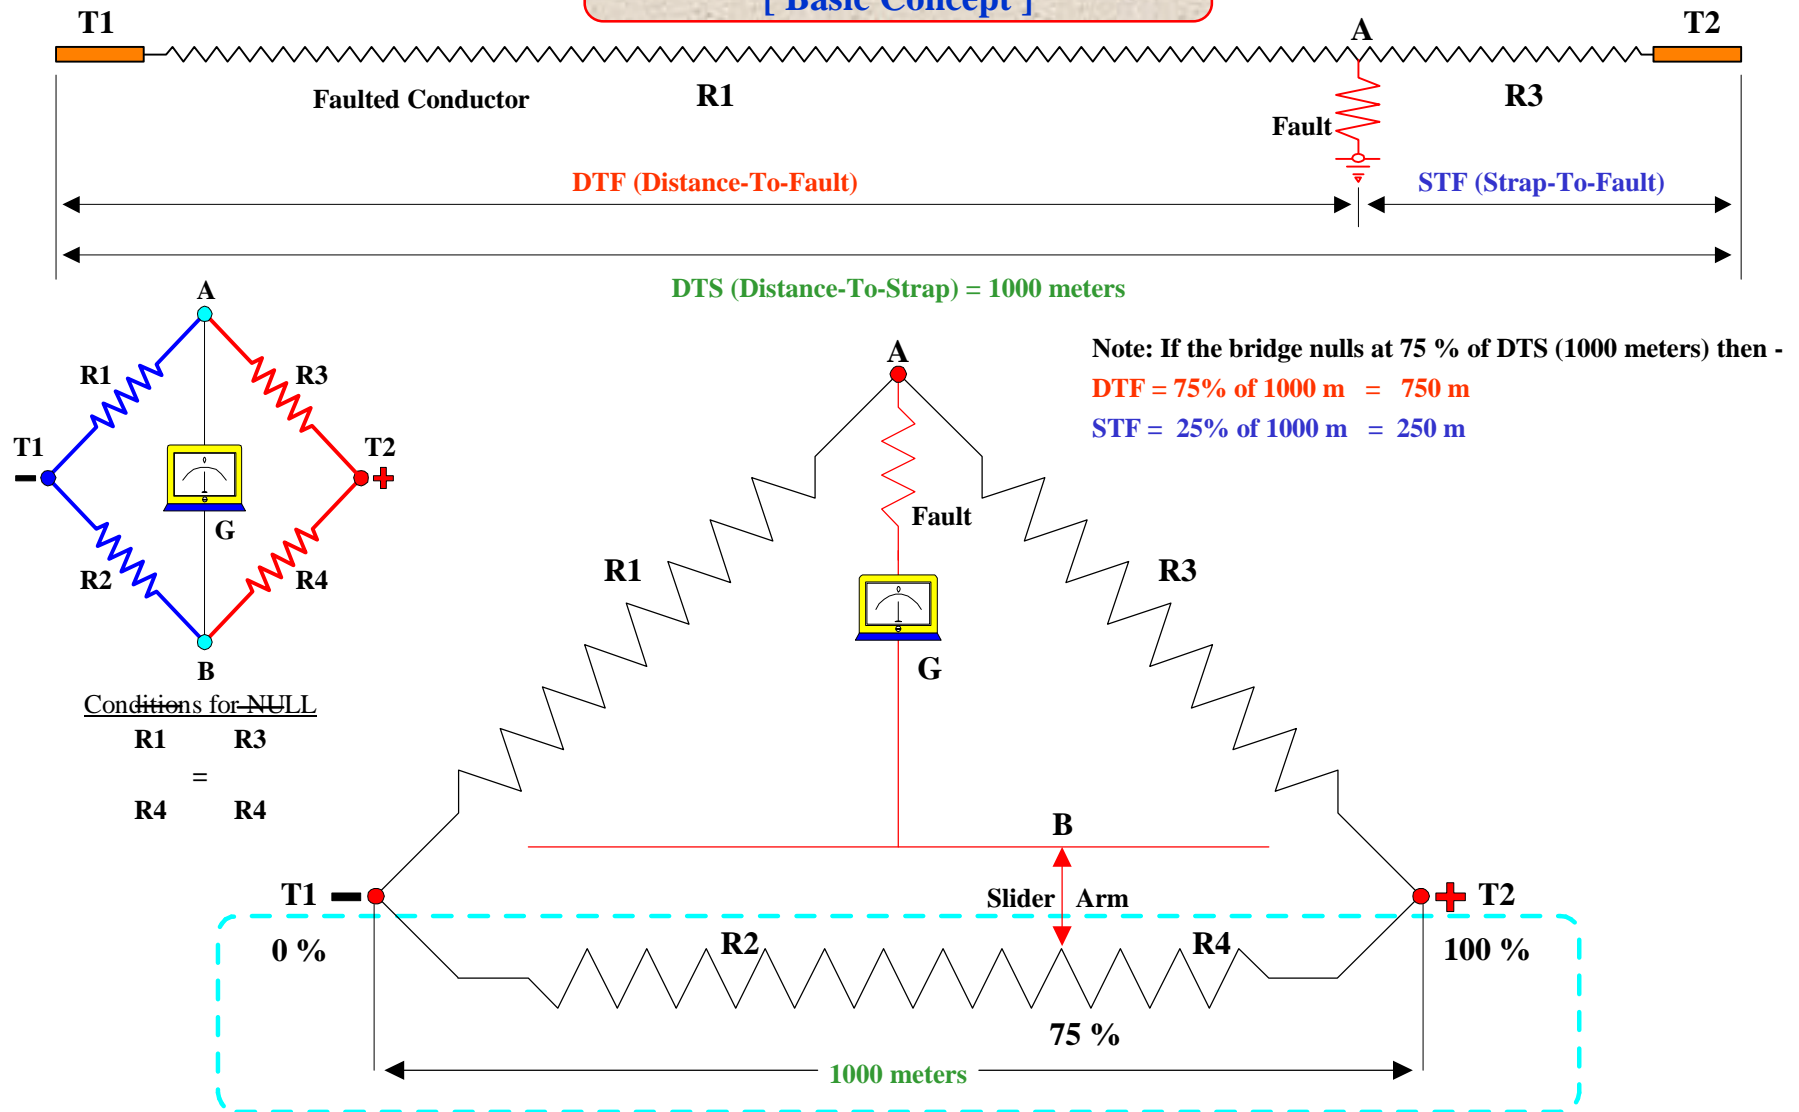 [ Basic Concept ]
T1
A
T2
Faulted Conductor
R1
R3
Fault
DTF (Distance-To-Fault)
STF (Strap-To-Fault)
DTS (Distance-To-Strap) = 1000 meters
A
R1
R3
T1
T2
G
R2
R4
B
Conditions for NULL
R1 R3
=
R4 R4
Note: If the bridge nulls at 75 % of DTS (1000 meters) then -
DTF = 75% of 1000 m = 750 m
STF = 25% of 1000 m = 250 m
A
Fault
R1
R3
0
G
B
Slider Arm
T1
T2
0 %
R2
R4
100 %
75 %
1000 meters